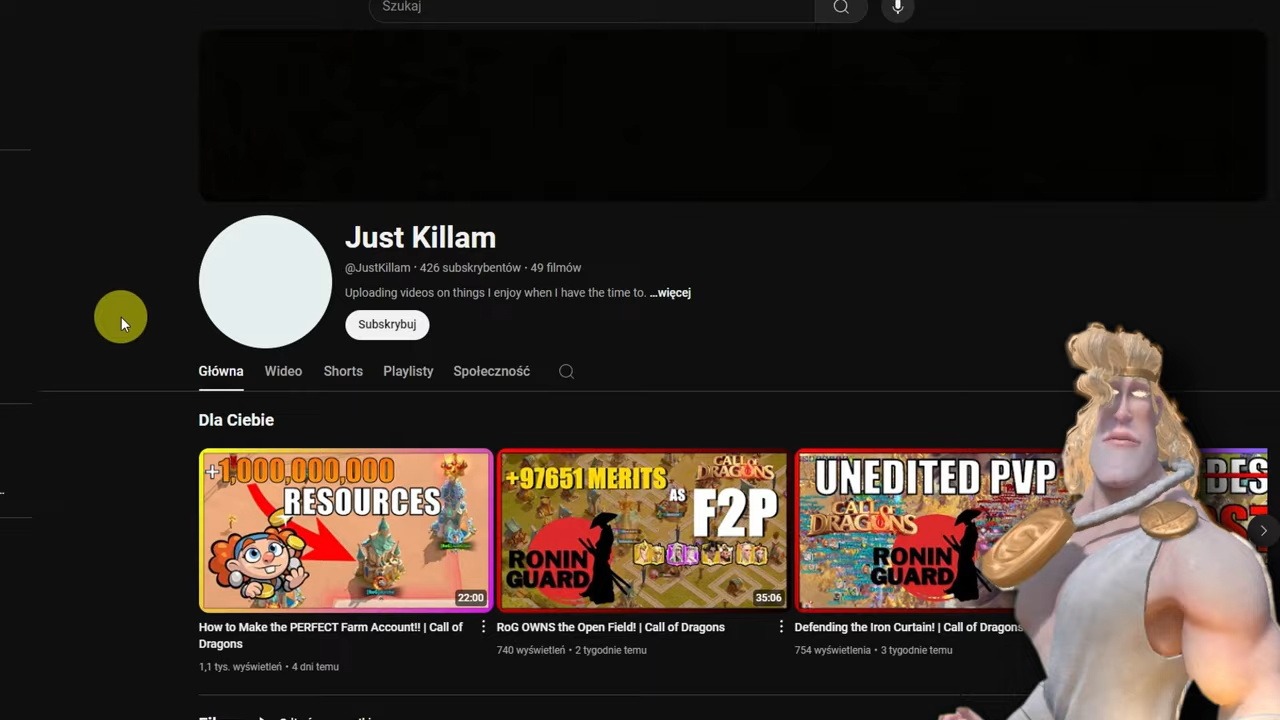 Szukaj
Just Killam
@JustKillam · 426 subskrybentów · 49 filmów
Uploading videos on things I enjoy when I have the time to. ...więcej
Subskrybuj
Główna Wideo Shorts Playlisty Społeczność
Dla Ciebie
+1,000,000,000
RESOURCES
22:00
+97651 MERITS
AS
F2P
CALL OF
DRAGONS
RONIN
GUARD
35:06
UNEDITED PVP
CALL OF
DRAGONS
RONIN
GUARD
BES
How to Make the PERFECT Farm Account!! | Call of
Dragons
1,1 tys. wyświetleń · 4 dni temu
RoG OWNS the Open Field! | Call of Dragons
740 wyświetleń · 2 tygodnie temu
Defending the Iron Curtain! | Call of Dragons
754 wyświetlenia · 3 tygodnie temu